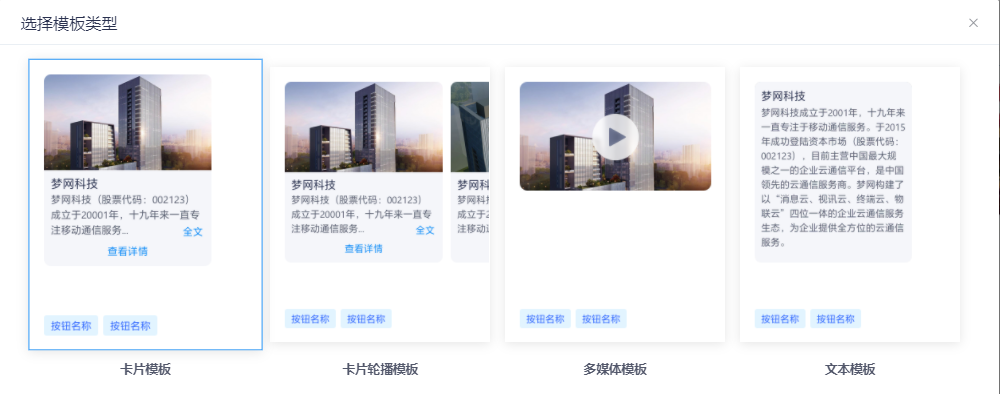 选择模板类型
梦网科技
梦网科技（股票代码：002123）
成立于20001年，十九年来一直专
注移动通信服务... 全文
查看详情
按钮名称 按钮名称
卡片模板
梦网科技
梦网科技（股票代码：002123）
成立于20001年，十九年来一直专
注移动通信服务... 全文
查看详情
梦网科
梦网科技
成立于2
注移动通
按钮名称 按钮名称
卡片轮播模板
按钮名称 按钮名称
多媒体模板
梦网科技
梦网科技成立于2001年，十九年来
一直专注于移动通信服务。于2015
年成功登陆资本市场（股票代码：
002123），目前主营中国最大规
模之一的企业云通信平台，是中国
领先的云通信服务商。梦网构建了
以“消息云、视讯云、终端云、物
联云”四位一体的企业云通信服务
生态，为企业提供全方位的云通信
服务。
按钮名称 按钮名称
文本模板